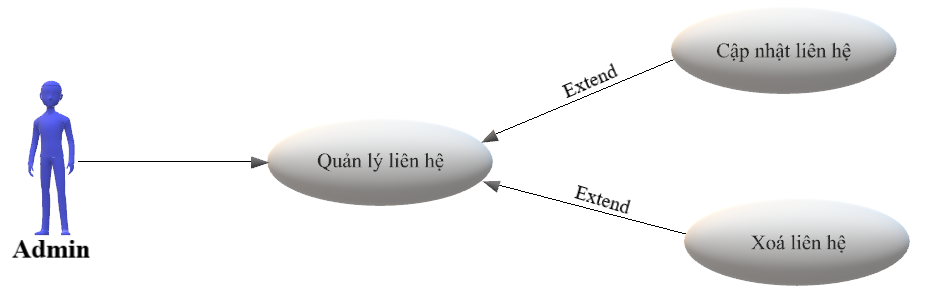 Cập nhật liên hệ
Extend
Quản lý liên hệ
Extend
Xoá liên hệ
Admin